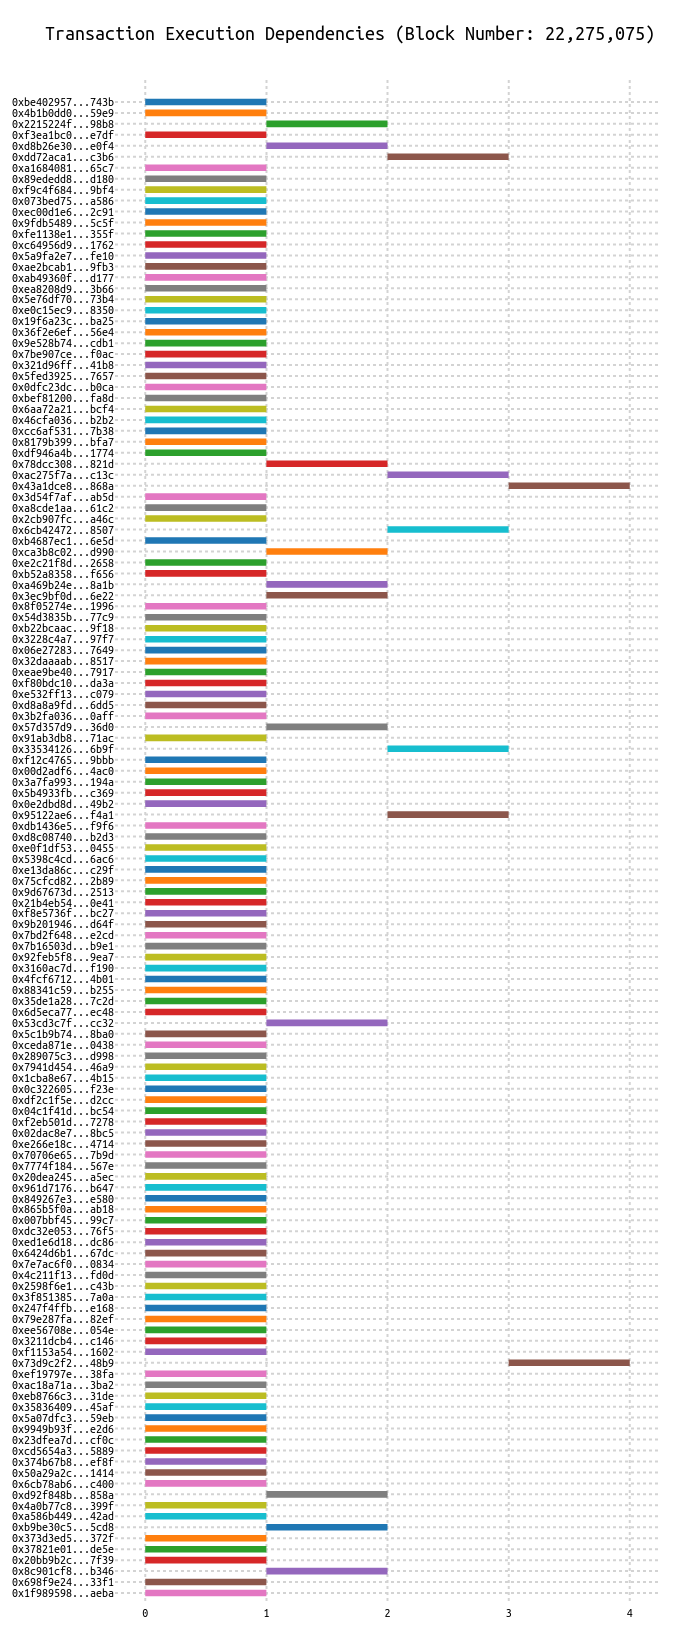 Transaction Execution Dependencies (Block Number: 22,275,075)
0xbe402957...743b
0x4b1b0dd0...59e9
0x2215224f...98b8
0xf3ea1bc0...e7df
0xd8b26e30...e0f4
0xdd72aca1...c3b6
0xa1684081...65c7
0x89ededd8...d180
0xf9c4f684...9bf4
0x073bed75...a586
0xec00d1e6...2c91
0x9fdb5489...5c5f
0xfe1138e1...355f
0xc64956d9...1762
0x5a9fa2e7...fe10
0xae2bcab1...9fb3
0xab49360f...d177
0xea8208d9...3b66
0x5e76df70...73b4
0xe0c15ec9...8350
0x19f6a23c...ba25
0x36f2e6ef...56e4
0x9e528b74...cdb1
0x7be907ce...f0ac
0x321d96ff...41b8
0x5fed3925...7657
0x0dfc23dc...b0ca
0xbef81200...fa8d
0x6aa72a21...bcf4
0x46cfa036...b2b2
0xcc6af531...7b38
0x8179b399...bfa7
0xdf946a4b...1774
0x78dcc308...821d
0xac275f7a...c13c
0x43a1dce8...868a
0x3d54f7af...ab5d
0xa8cde1aa...61c2
0x2cb907fc...a46c
0x6cb42472...8507
0xb4687ec1...6e5d
0xca3b8c02...d990
0xe2c21f8d...2658
0xb52a8358...f656
0xa469b24e...8a1b
0x3ec9bf0d...6e22
0x8f05274e...1996
0x54d3835b...77c9
0xb22bcaac...9f18
0x3228c4a7...97f7
0x06e27283...7649
0x32daaaab...8517
0xeae9be40...7917
0xf80bdc10...da3a
0xe532ff13...c079
0xd8a8a9fd...6dd5
0x3b2fa036...0aff
0x57d357d9...36d0
0x91ab3db8...71ac
0x33534126...6b9f
0xf12c4765...9bbb
0x00d2adf6...4ac0
0x3a7fa993...194a
0x5b4933fb...c369
0x0e2dbd8d...49b2
0x95122ae6...f4a1
0xdb1436e5...f9f6
0xd8c08740...b2d3
0xe0f1df53...0455
0x5398c4cd...6ac6
0xe13da86c...c29f
0x75cfcd82...2b89
0x9d67673d...2513
0x21b4eb54...0e41
0xf8e5736f...bc27
0x9b201946...d64f
0x7bd2f648...e2cd
0x7b16503d...b9e1
0x92feb5f8...9ea7
0x3160ac7d...f190
0x4fcf6712...4b01
0x88341c59...b255
0x35de1a28...7c2d
0x6d5eca77...ec48
0x53cd3c7f...cc32
0x5c1b9b74...8ba0
0xceda871e...0438
0x289075c3...d998
0x7941d454...46a9
0x1cba8e67...4b15
0x0c322605...f23e
0xdf2c1f5e...d2cc
0x04c1f41d...bc54
0xf2eb501d...7278
0x02dac8e7...8bc5
0xe266e18c...4714
0x70706e65...7b9d
0x7774f184...567e
0x20dea245...a5ec
0x961d7176...b647
0x849267e3...e580
0x865b5f0a...ab18
0x007bbf45...99c7
0xdc32e053...76f5
0xed1e6d18...dc86
0x6424d6b1...67dc
0x7e7ac6f0...0834
0x4c211f13...fd0d
0x2598f6e1...c43b
0x3f851385...7a0a
0x247f4ffb...e168
0x79e287fa...82ef
0xee56708e...054e
0x3211dcb4...c146
0xf1153a54...1602
0x73d9c2f2...48b9
0xef19797e...38fa
0xac18a71a...3ba2
0xeb8766c3...31de
0x35836409...45af
0x5a07dfc3...59eb
0x9949b93f...e2d6
0x23dfea7d...cf0c
0xcd5654a3...5889
0x374b67b8...ef8f
0x50a29a2c...1414
0x6cb78ab6...c400
0xd92f848b...858a
0x4a0b77c8...399f
0xa586b449...42ad
0xb9be30c5...5cd8
0x373d3ed5...372f
0x37821e01...de5e
0x20bb9b2c...7f39
0x8c901cf8...b346
0x698f9e24...33f1
0x1f989598...aeba
0 1 2 3 4